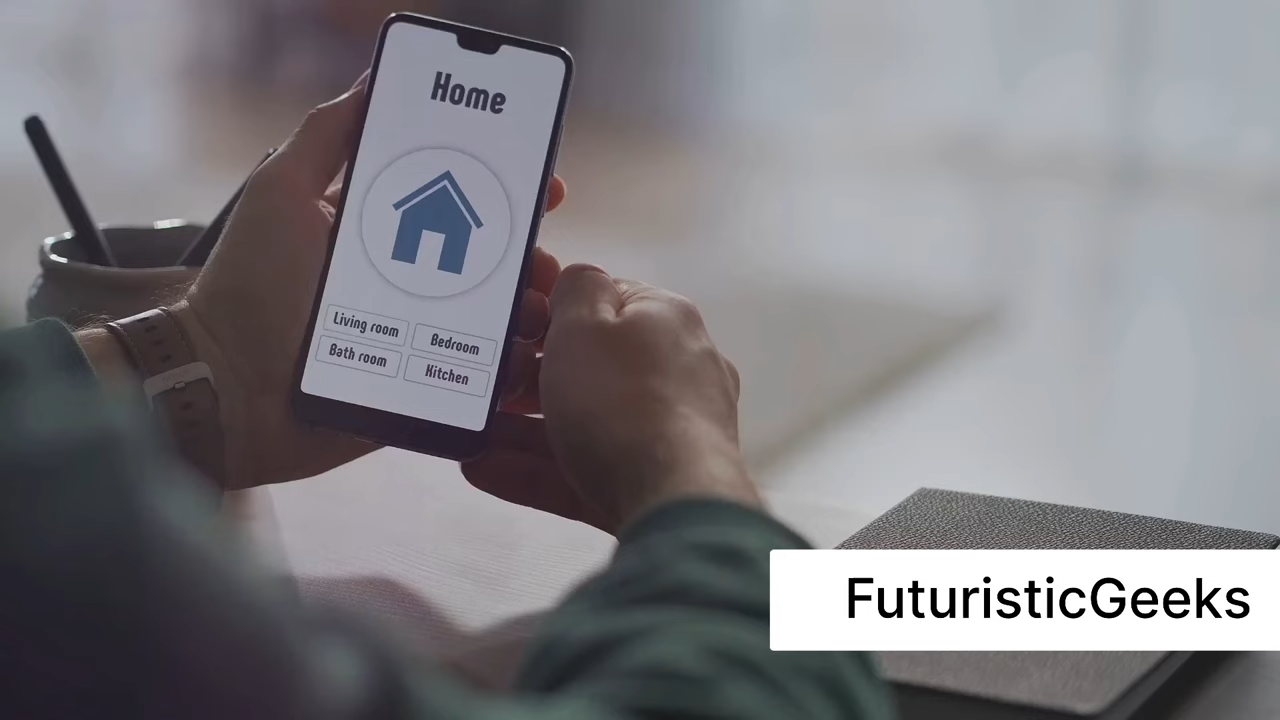 Home
Living room
Bedroom
Bath room
Kitchen
FuturisticGeeks